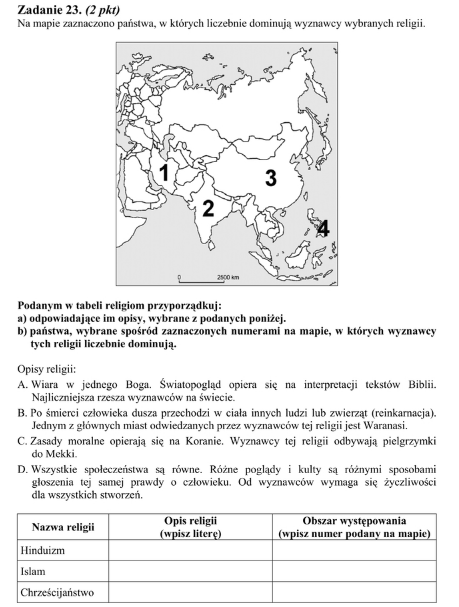 Zadanie 23. (2 pkt)
Na mapie zaznaczono państwa, w których liczebnie dominują wyznawcy wybranych religii.
1
3
2
4
0 2500 km
Podanym w tabeli religiom przyporządkuj:
a) odpowiadające im opisy, wybrane z podanych poniżej.
b) państwa, wybrane spośród zaznaczonych numerami na mapie, w których wyznawcy
tych religii liczebnie dominują.
Opisy religii:
A. Wiara w jednego Boga. Światopogląd opiera się na interpretacji tekstów Biblii.
Najliczniejsza rzesza wyznawców na świecie.
B. Po śmierci człowieka dusza przechodzi w ciała innych ludzi lub zwierząt (reinkarnacja).
Jednym z głównych miast odwiedzanych przez wyznawców tej religii jest Waranasi.
C. Zasady moralne opierają się na Koranie. Wyznawcy tej religii odbywają pielgrzymki
do Mekki.
D. Wszystkie społeczeństwa są równe. Różne poglądy i kulty są różnymi sposobami
głoszenia tej samej prawdy o człowieku. Od wyznawców wymaga się życzliwości
dla wszystkich stworzeń.
Nazwa religii
Opis religii
(wpisz literę)
Obszar występowania
(wpisz numer podany na mapie)
Hinduizm
Islam
Chrześcijaństwo